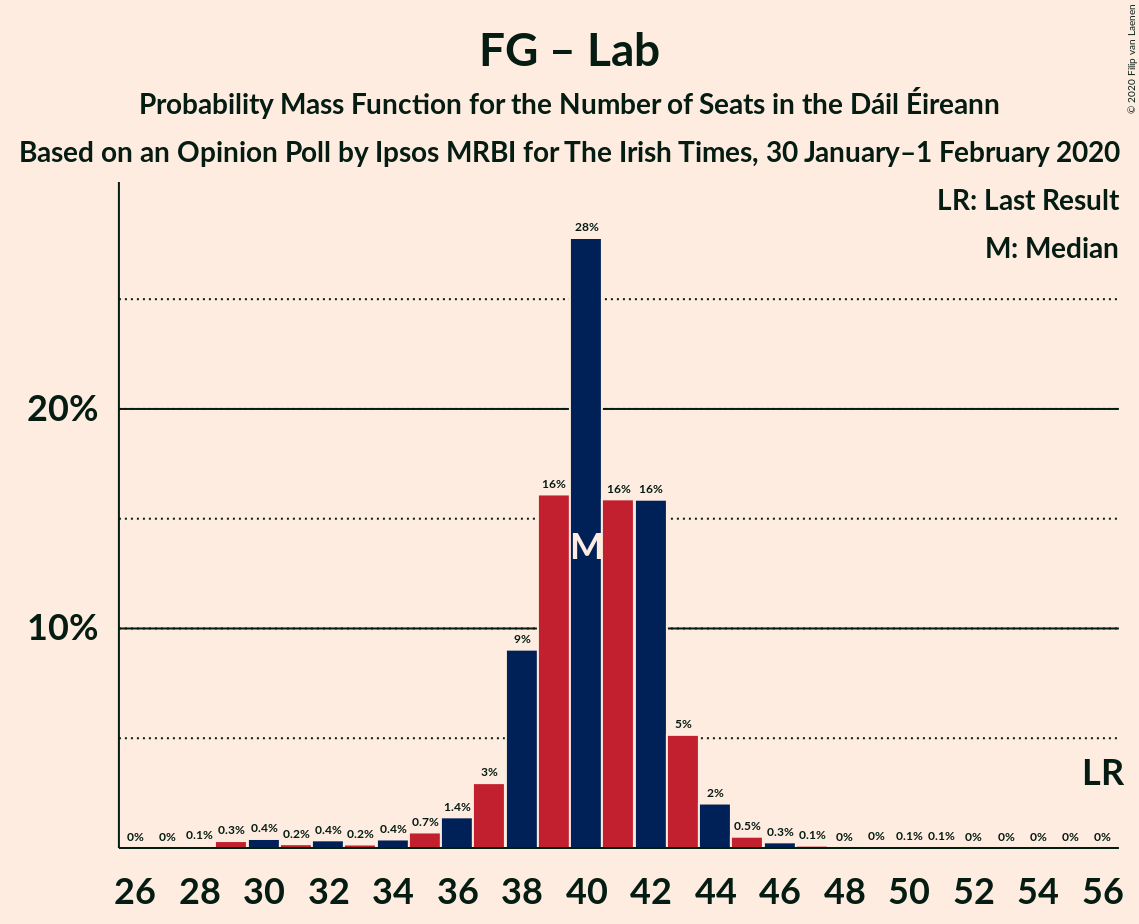 FG – Lab
Probability Mass Function for the Number of Seats in the Dáil Éireann
Based on an Opinion Poll by Ipsos MRBI for The Irish Times, 30 January–1 February 2020
© 2020 Filip van Laenen
LR: Last Result
M: Median
28%
20%
16% 16% 16%
M
10%
9%
5%
LR
3%
2%
1.4%
0% 0% 0.1% 0.3% 0.4% 0.2% 0.4% 0.2% 0.4% 0.7% 0.5% 0.3% 0.1% 0% 0% 0.1% 0.1% 0% 0% 0% 0% 0%
26 28 30 32 34 36 38 40 42 44 46 48 50 52 54 56